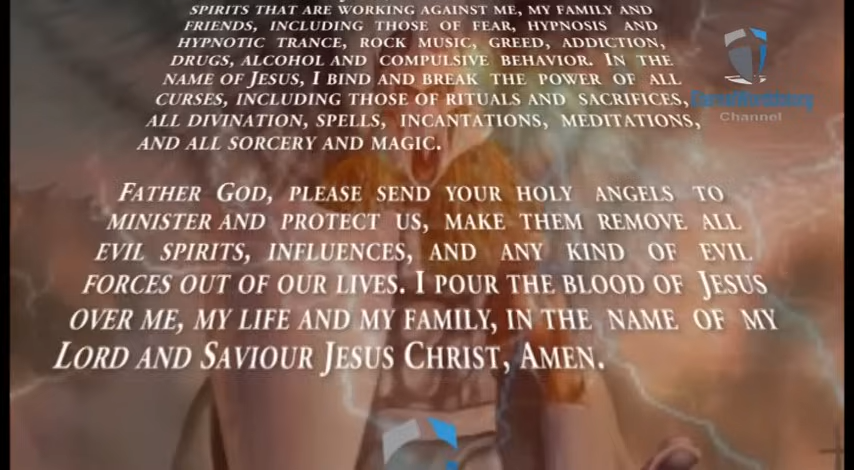 SPIRITS THAT ARE WORKING AGAINST ME, MY FAMILY AND
FRIENDS, INCLUDING THOSE OF FEAR, HYPNOSIS AND
HYPNOTIC TRANCE, ROCK MUSIC, GREED, ADDICTION,
DRUGS, ALCOHOL AND COMPULSIVE BEHAVIOR. IN THE
NAME OF JESUS, I BIND AND BREAK THE POWER OF ALL
CURSES, INCLUDING THOSE OF RITUALS AND SACRIFICES,
ALL DIVINATION, SPELLS, INCANTATIONS, MEDITATIONS,
AND ALL SORCERY AND MAGIC.
FATHER GOD, PLEASE SEND YOUR HOLY ANGELS TO
MINISTER AND PROTECT US, MAKE THEM REMOVE ALL
EVIL SPIRITS, INFLUENCES, AND ANY KIND OF EVIL
FORCES OUT OF OUR LIVES. I POUR THE BLOOD OF JESUS
OVER ME, MY LIFE AND MY FAMILY, IN THE NAME OF MY
LORD AND SAVIOUR JESUS CHRIST, AMEN.
Channel